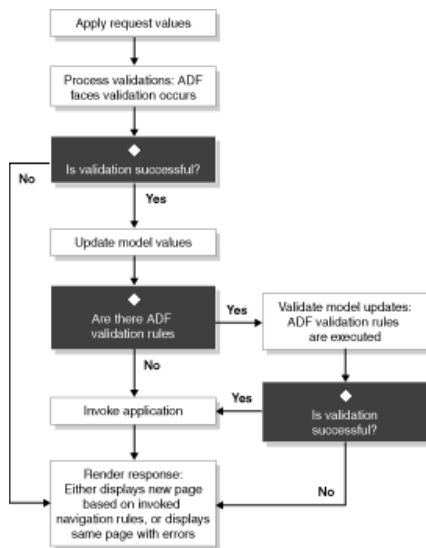 Apply request values
Process validations: ADF
faces validation occurs
Is validation successful?
No
Yes
Update model values
Are there ADF
validation rules
Yes
Validate model updates:
ADF validation rules
are executed
No
Invoke application
Yes
Is validation
successful?
No
Render response:
Either displays new page
based on invoked
navigation rules, or displays
same page with errors